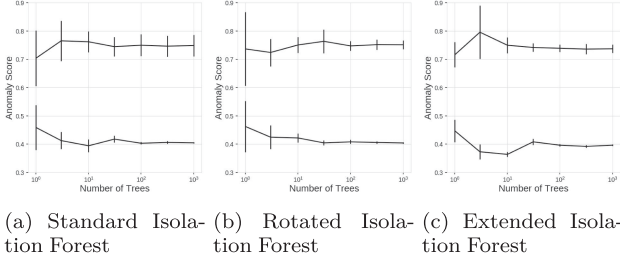 0.9
0.8
0.7
0.6
0.5
0.4
0.3
Anomaly Score
10⁰ 10¹ 10² 10³
Number of Trees
0.9
0.8
0.7
0.6
0.5
0.4
0.3
Anomaly Score
10⁰ 10¹ 10² 10³
Number of Trees
0.9
0.8
0.7
0.6
0.5
0.4
0.3
Anomaly Score
10⁰ 10¹ 10² 10³
Number of Trees
(a) Standard Isola-
tion Forest
(b) Rotated Isola-
tion Forest
(c) Extended Isola-
tion Forest